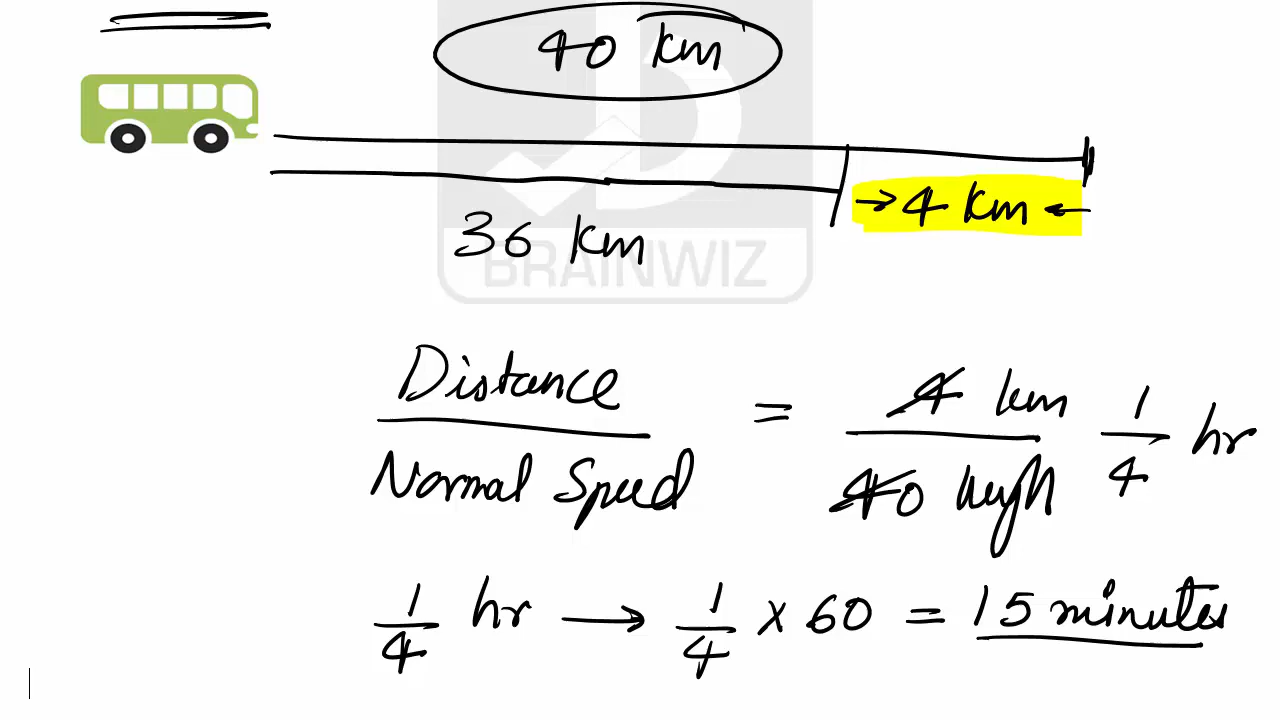 40 km
→ 4 km ←
36 km
BRAINWIZ
Distance / Normal Speed = 4 km / 40 kmph 1/4 hr
1/4 hr → 1/4 × 60 = 15 minutes